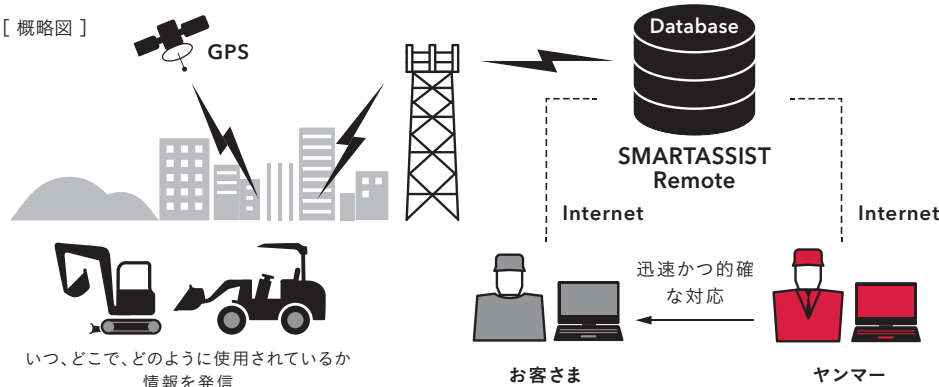 [ 概略図 ]
GPS
Database
SMARTASSIST
Remote
Internet
Internet
迅速かつ的確
な対応
いつ、どこで、どのように使用されているか
情報を発信
お客さま
ヤンマー